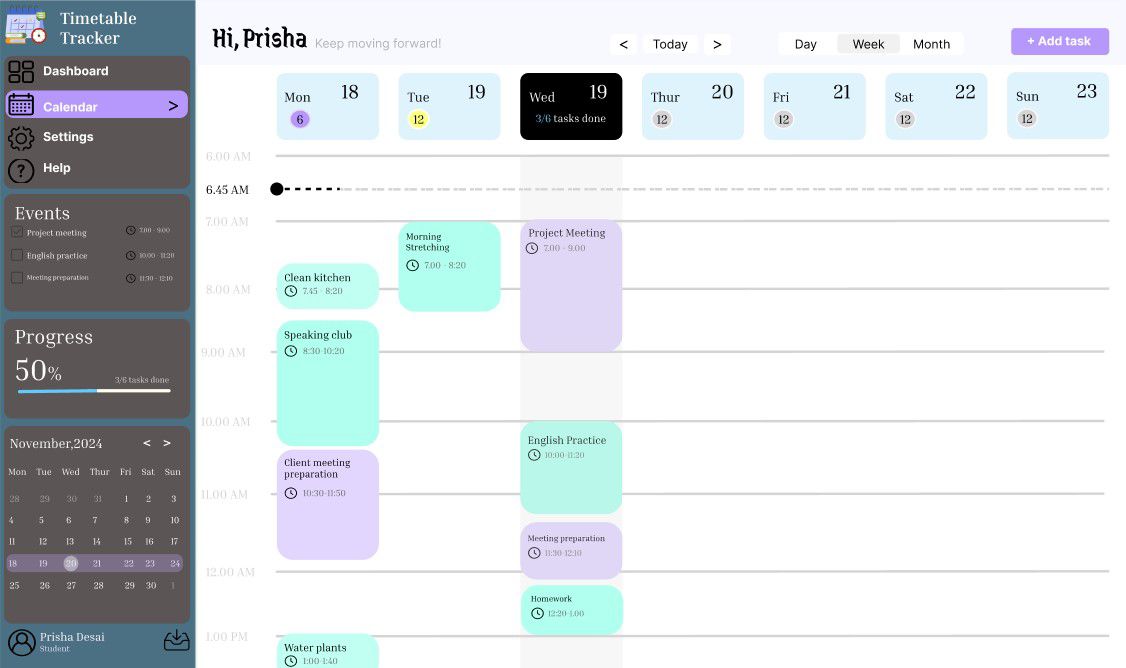 Timetable
Tracker
Dashboard
Calendar >
Settings
? Help
Events
Project meeting 7.00 - 9.00
English practice 10:00 - 11:20
Meeting preparation 11:30 - 12:10
Progress
50%
3/6 tasks done
November,2024 < >
Mon Tue Wed Thur Fri Sat Sun
28 29 30 31 1 2 3
4 5 6 7 8 9 10
11 12 13 14 15 16 17
18 19 20 21 22 23 24
25 26 27 28 29 30 1
Prisha Desai
Student
Hi, Prisha Keep moving forward!
< Today >
Day Week Month
+ Add task
Mon 18
6
Tue 19
12
Wed 19
3/6 tasks done
Thur 20
12
Fri 21
12
Sat 22
12
Sun 23
12
6.00 AM
6.45 AM
7.00 AM
8.00 AM
9.00 AM
10.00 AM
11.00 AM
12.00 AM
1.00 PM
Clean kitchen
7.45 - 8:20
Speaking club
8:30-10:20
Client meeting
preparation
10:30-11:50
Water plants
1:00-1:40
Morning
Stretching
7.00 - 8:20
Project Meeting
7.00 - 9.00
English Practice
10:00-11:20
Meeting preparation
11:30-12:10
Homework
12:20-1.00